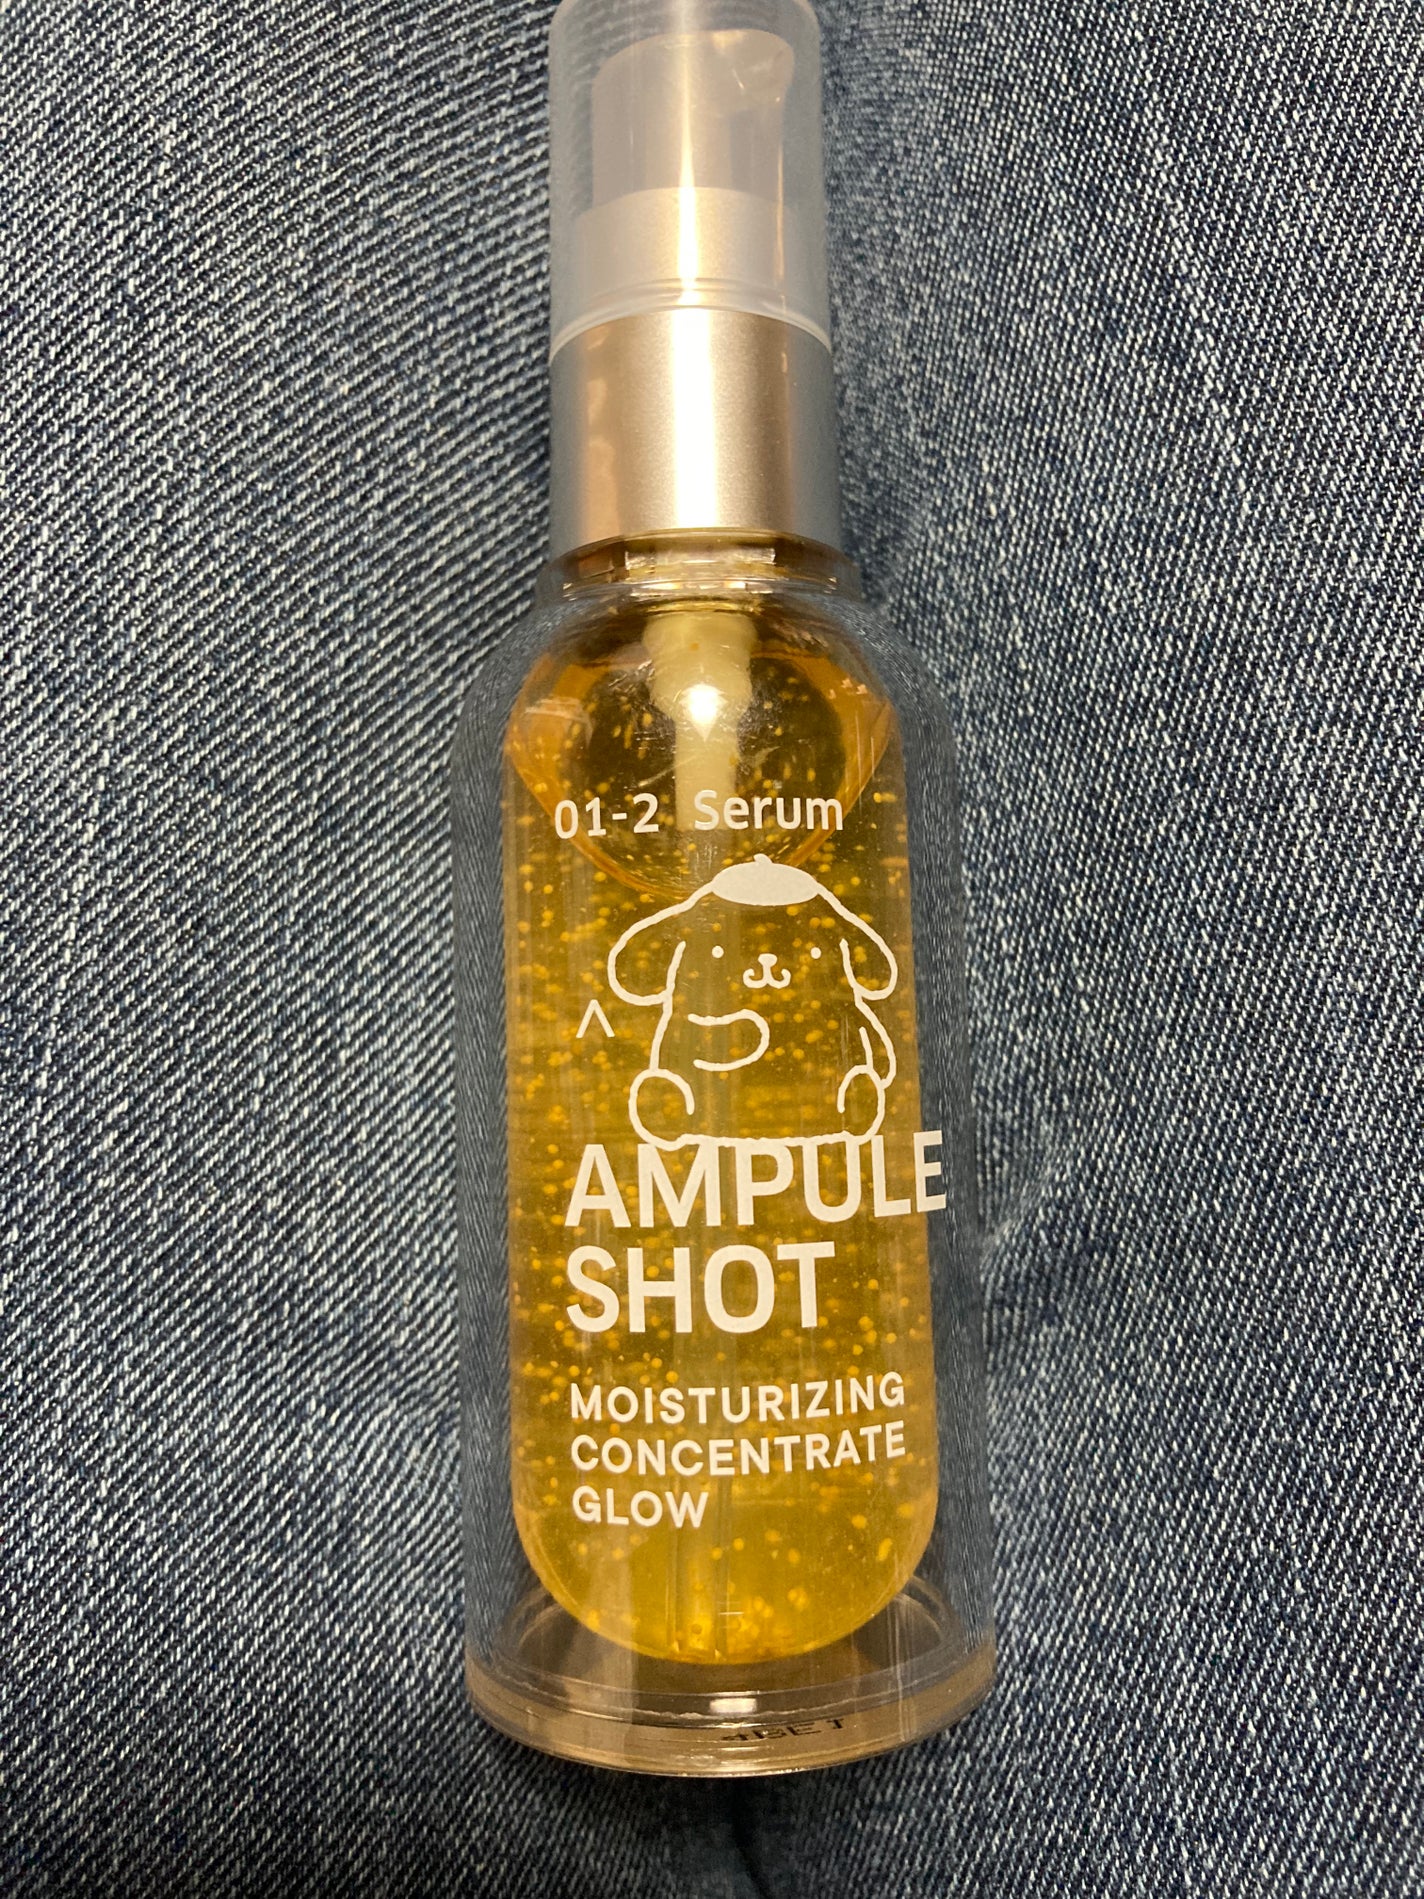 01-2 Serum
AMPULE
SHOT
MOISTURIZING
CONCENTRATE
GLOW